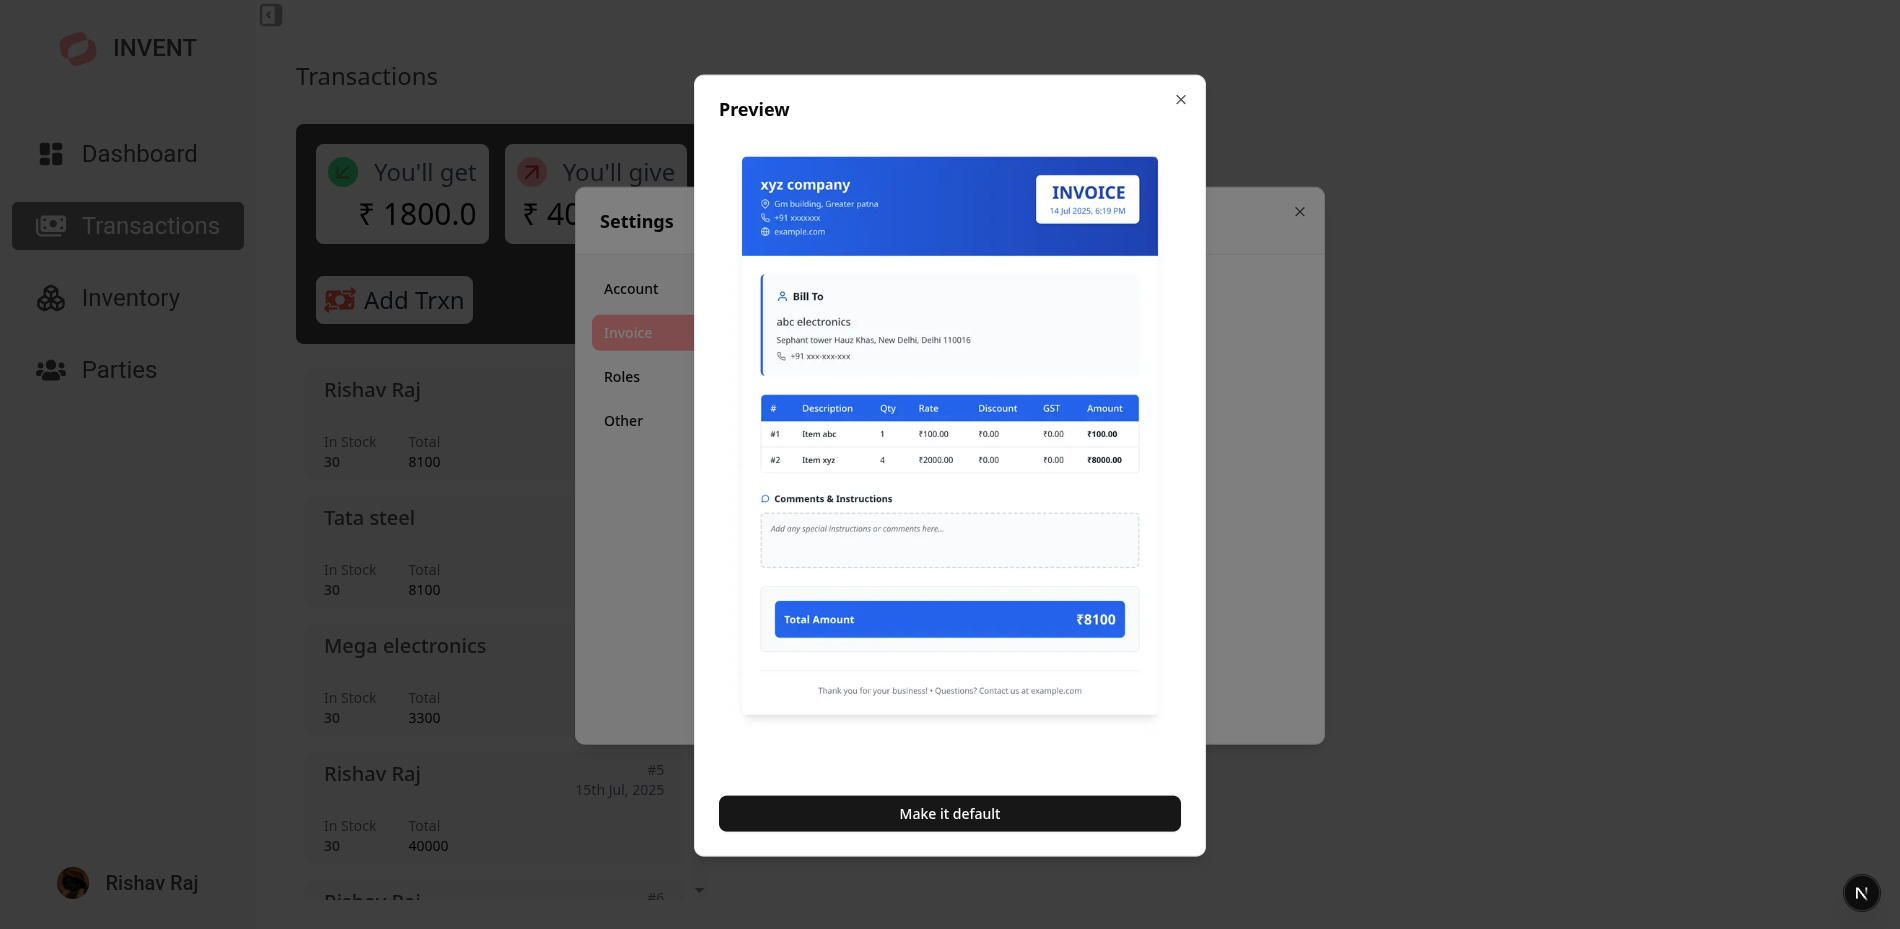 INVENT
Dashboard
Transactions
Inventory
Parties
Rishav Raj
Transactions
You'll get
₹ 1800.0
You'll give
₹ 40
Add Trxn
Rishav Raj
In Stock Total
30 8100
Tata steel
In Stock Total
30 8100
Mega electronics
In Stock Total
30 3300
Rishav Raj #5
15th Jul, 2025
In Stock Total
30 40000
Rishav Raj #6
Settings
Account
Invoice
Roles
Other
Preview
xyz company
Gm building, Greater patna
+91 xxxxxxx
example.com
INVOICE
14 Jul 2025, 6:19 PM
Bill To
abc electronics
Sephant tower Hauz Khas, New Delhi, Delhi 110016
+91 xxx-xxx-xxx
# Description Qty Rate Discount GST Amount
#1 Item abc 1 ₹100.00 ₹0.00 ₹0.00 ₹100.00
#2 Item xyz 4 ₹2000.00 ₹0.00 ₹0.00 ₹8000.00
Comments & Instructions
Add any special instructions or comments here...
Total Amount ₹8100
Thank you for your business! • Questions? Contact us at example.com
Make it default
N